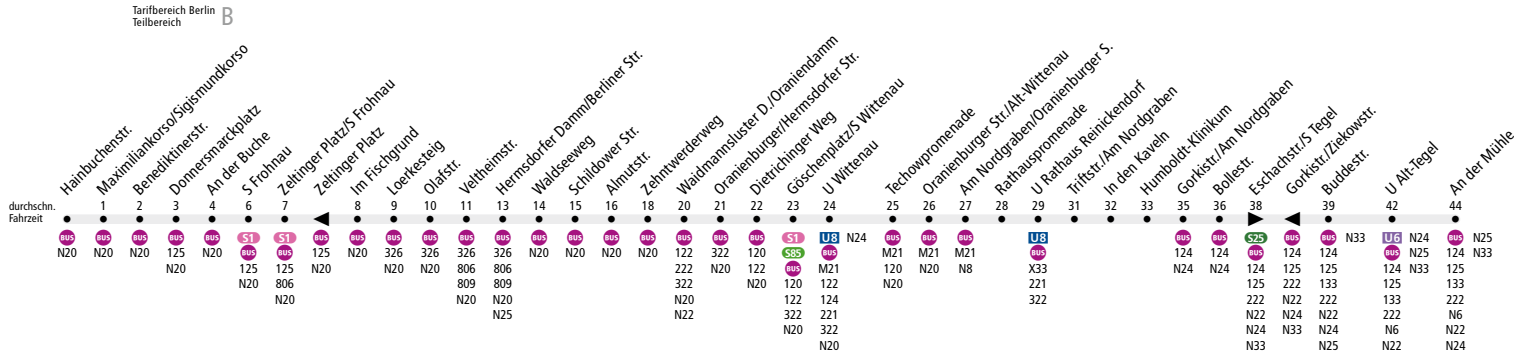 Tarifbereich Berlin
Teilbereich B
Hainbuchenstr.
Maximiliankorso/Sigismundkorso
Benediktinerstr.
Donnersmarckplatz
An der Buche
S Frohnau
Zeltinger Platz/S Frohnau
Zeltinger Platz
Im Fischgrund
Loerkesteig
Olafstr.
Veltheimstr.
Hermsdorfer Damm/Berliner Str.
Waldseeweg
Schildower Str.
Almutstr.
Zehntwerderweg
Waidmannsluster D./Oraniendamm
Oranienburger/Hermsdorfer Str.
Dietrichinger Weg
Göschenplatz/S Wittenau
U Wittenau
Techowpromenade
Oranienburger Str./Alt-Wittenau
Am Nordgraben/Oranienburger S.
Rathauspromenade
U Rathaus Reinickendorf
Triftstr./Am Nordgraben
In den Kaveln
Humboldt-Klinikum
Gorkistr./Am Nordgraben
Bollestr.
Eschachstr./S Tegel
Gorkistr./Ziekowstr.
Buddestr.
U Alt-Tegel
An der Mühle
durchschn. 1 2 3 4 6 7 8 9 10 11 13 14 15 16 18 20 21 22 23 24 25 26 27 28 29 31 32 33 35 36 38 39 42 44
Fahrzeit
BUS BUS BUS BUS BUS S1 S1 BUS BUS BUS BUS BUS BUS BUS BUS BUS BUS BUS BUS BUS S1 U8 N24 BUS BUS BUS U8 BUS BUS S25 BUS BUS N33 U6 N24 BUS N25
N20 N20 N20 125 N20 BUS BUS 125 N20 326 326 326 326 N20 N20 N20 N20 122 322 120 S85 BUS M21 M21 M21 BUS 124 124 BUS 124 124 BUS N25 124 N33
N20 125 125 N20 N20 N20 806 806 222 N20 122 BUS M21 120 N20 N8 X33 N24 N24 124 125 125 124 N33 125
N20 806 809 809 322 N20 120 122 N20 221 125 222 133 125 133
N20 N20 N20 N20 122 124 322 222 N22 222 133 222
N25 N22 322 221 N22 N24 N22 222 N6
N20 322 N24 N33 N24 N6 N22
N20 N33 N25 N22 N24